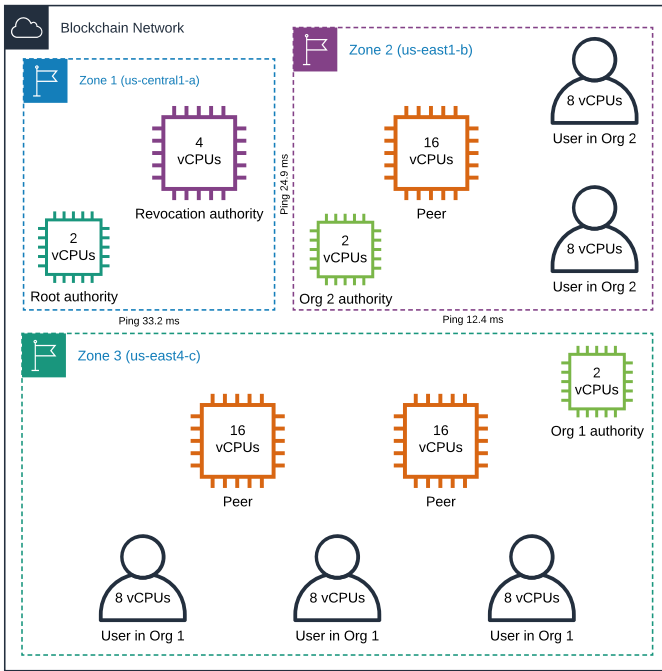 Blockchain Network
Zone 1 (us-central1-a)
4
vCPUs
Revocation authority
2
vCPUs
Root authority
Ping 24.9 ms
Zone 2 (us-east1-b)
16
vCPUs
Peer
8 vCPUs
User in Org 2
2
vCPUs
Org 2 authority
8 vCPUs
User in Org 2
Ping 33.2 ms
Ping 12.4 ms
Zone 3 (us-east4-c)
2
vCPUs
Org 1 authority
16
vCPUs
Peer
16
vCPUs
Peer
8 vCPUs
User in Org 1
8 vCPUs
User in Org 1
8 vCPUs
User in Org 1